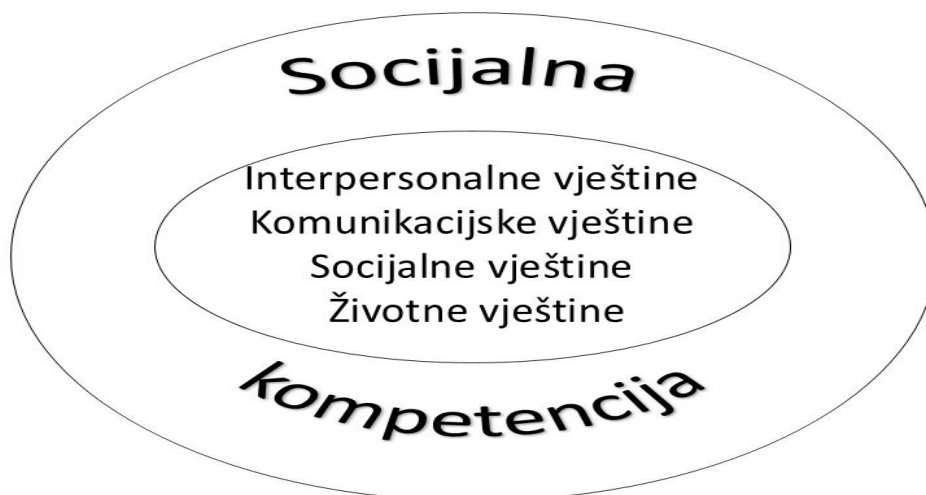 Socijalna
Interpersonalne vještine
Komunikacijske vještine
Socijalne vještine
Životne vještine
kompetencija